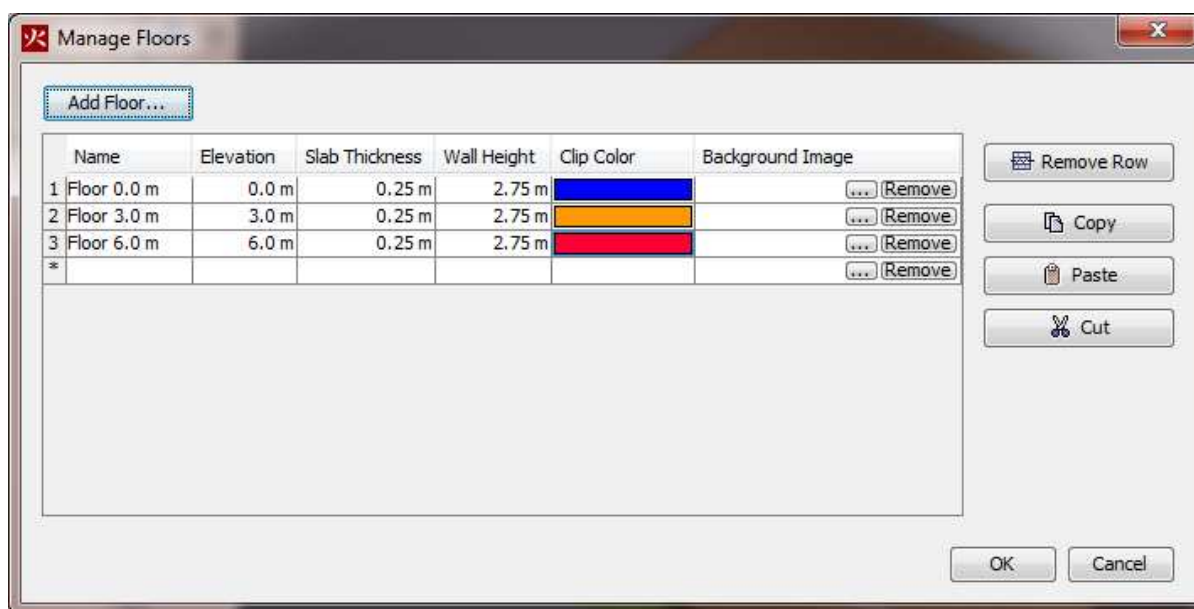 Manage Floors
Add Floor...
Name Elevation Slab Thickness Wall Height Clip Color Background Image
1 Floor 0.0 m 0.0 m 0.25 m 2.75 m ... Remove
2 Floor 3.0 m 3.0 m 0.25 m 2.75 m ... Remove
3 Floor 6.0 m 6.0 m 0.25 m 2.75 m ... Remove
* ... Remove
Remove Row
Copy
Paste
Cut
OK Cancel